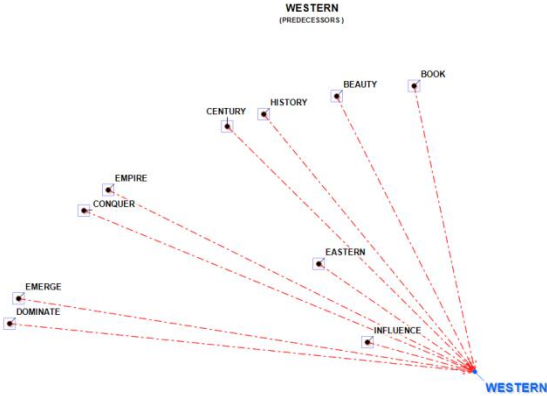 WESTERN
(PREDECESSORS)
BOOK
BEAUTY
HISTORY
CENTURY
EMPIRE
CONQUER
EASTERN
EMERGE
DOMINATE
INFLUENCE
WESTERN